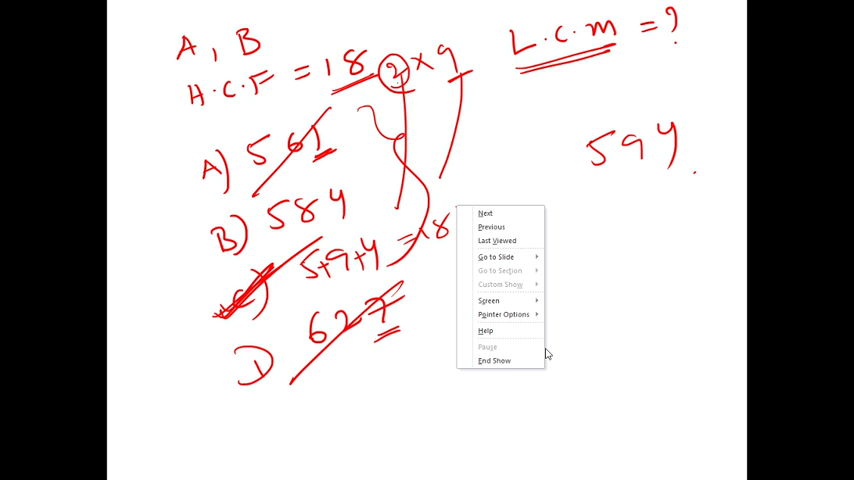 A, B
H.C.F = 18 2 × 9
L.C.M = ?
A) 561
594.
B) 584
C) 5+9+4 = 18
D) 627
Next
Previous
Last Viewed
Go to Slide
Go to Section
Custom Show
Screen
Pointer Options
Help
Pause
End Show